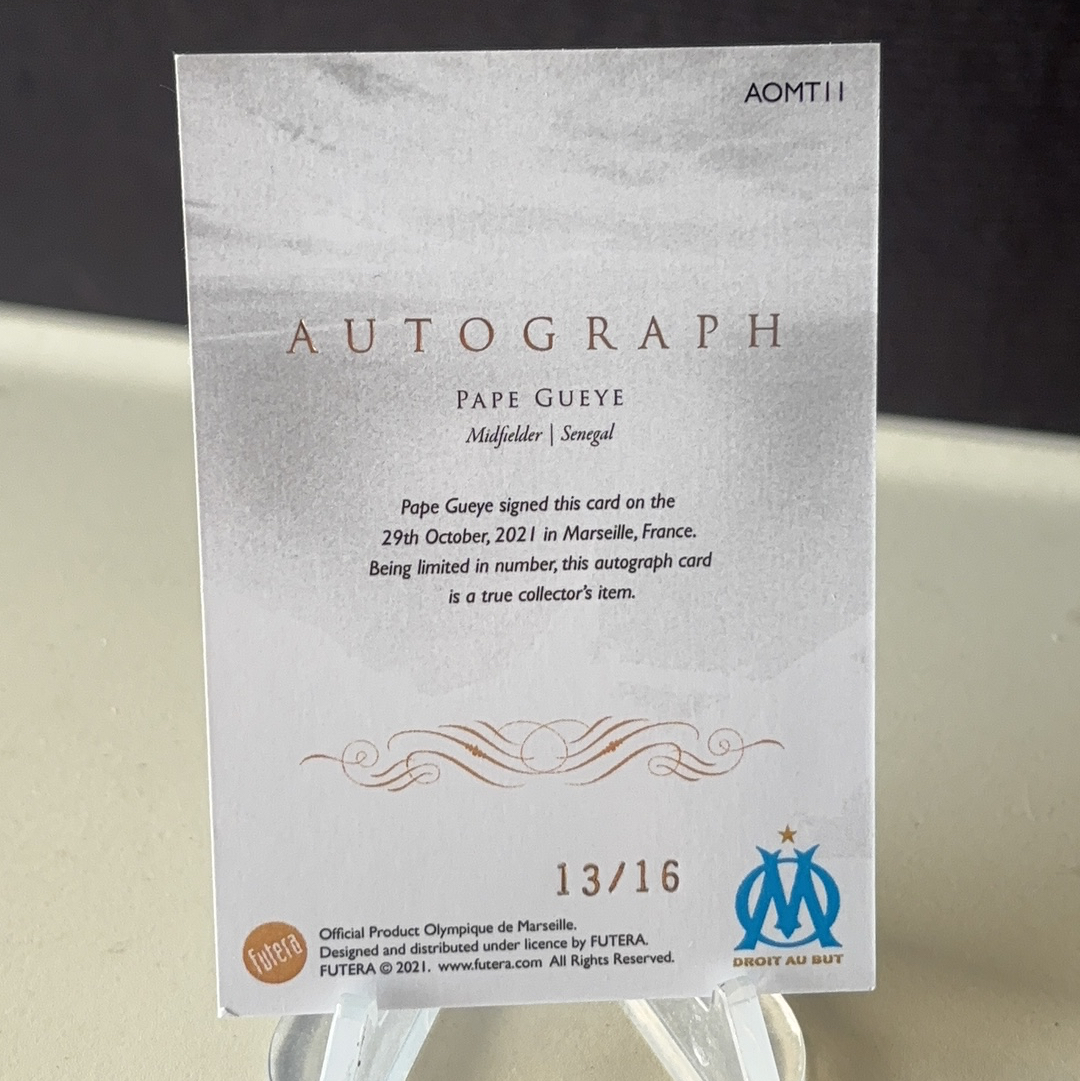 AOMT11
AUTOGRAPH
PAPE GUEYE
Midfielder | Senegal
Pape Gueye signed this card on the
29th October, 2021 in Marseille, France.
Being limited in number, this autograph card
is a true collector's item.
13/16
DROIT AU BUT
Futera
Official Product Olympique de Marseille.
Designed and distributed under licence by FUTERA.
FUTERA © 2021. www.futera.com All Rights Reserved.